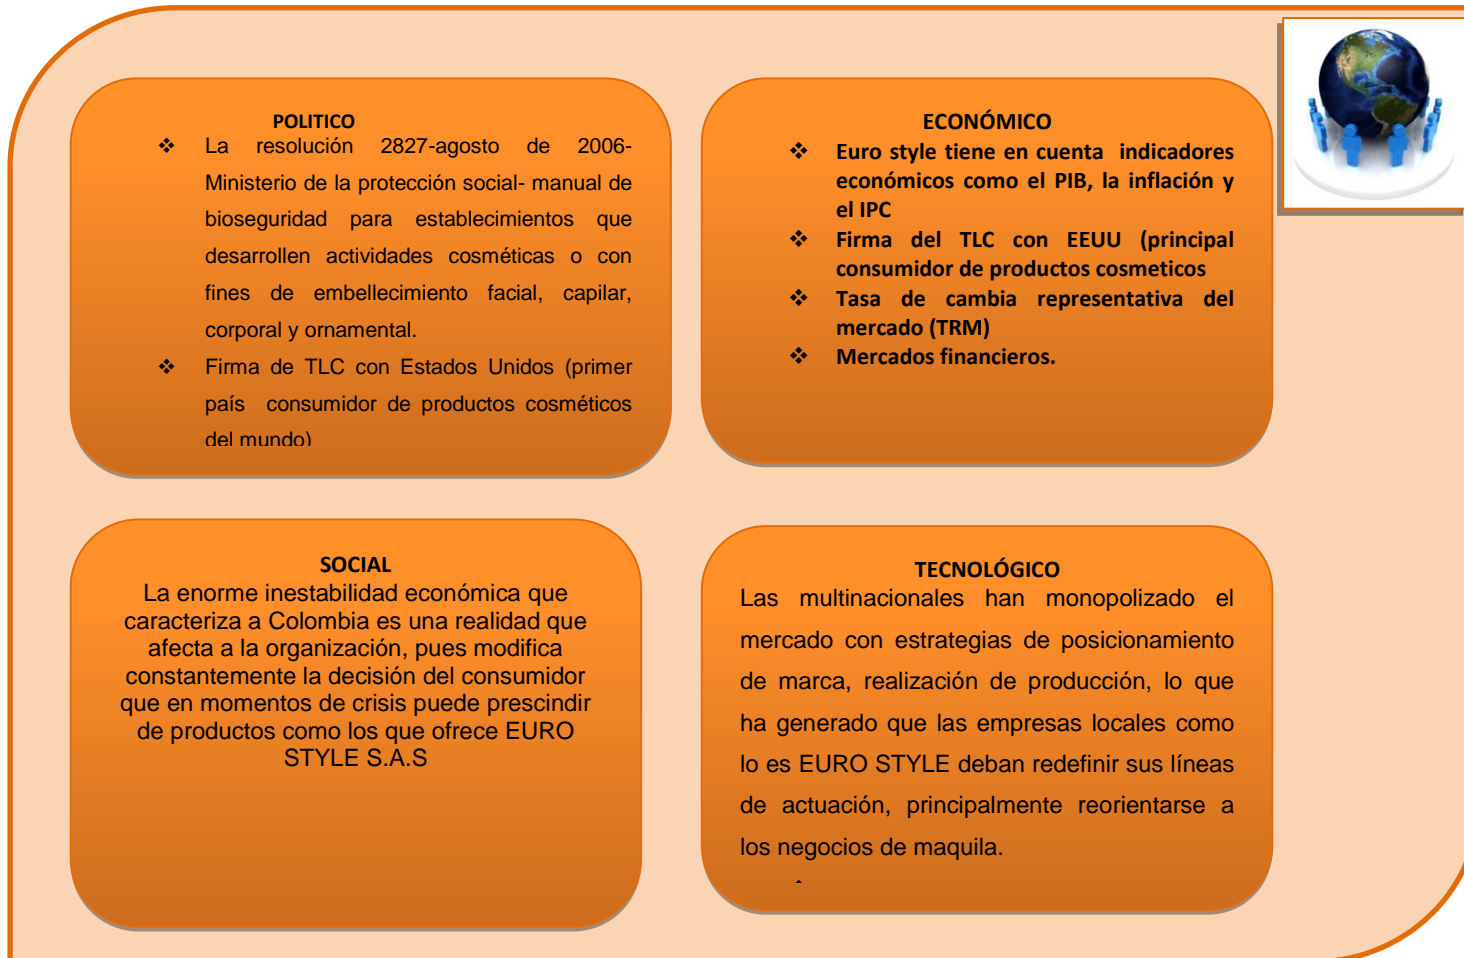 POLITICO
❖ La resolución 2827-agosto de 2006-
Ministerio de la protección social- manual de
bioseguridad para establecimientos que
desarrollen actividades cosméticas o con
fines de embellecimiento facial, capilar,
corporal y ornamental.
❖ Firma de TLC con Estados Unidos (primer
país consumidor de productos cosméticos
del mundo)
ECONÓMICO
❖ Euro style tiene en cuenta indicadores
económicos como el PIB, la inflación y
el IPC
❖ Firma del TLC con EEUU (principal
consumidor de productos cosmeticos
❖ Tasa de cambia representativa del
mercado (TRM)
❖ Mercados financieros.
SOCIAL
La enorme inestabilidad económica que
caracteriza a Colombia es una realidad que
afecta a la organización, pues modifica
constantemente la decisión del consumidor
que en momentos de crisis puede prescindir
de productos como los que ofrece EURO
STYLE S.A.S
TECNOLÓGICO
Las multinacionales han monopolizado el
mercado con estrategias de posicionamiento
de marca, realización de producción, lo que
ha generado que las empresas locales como
lo es EURO STYLE deban redefinir sus líneas
de actuación, principalmente reorientarse a
los negocios de maquila.